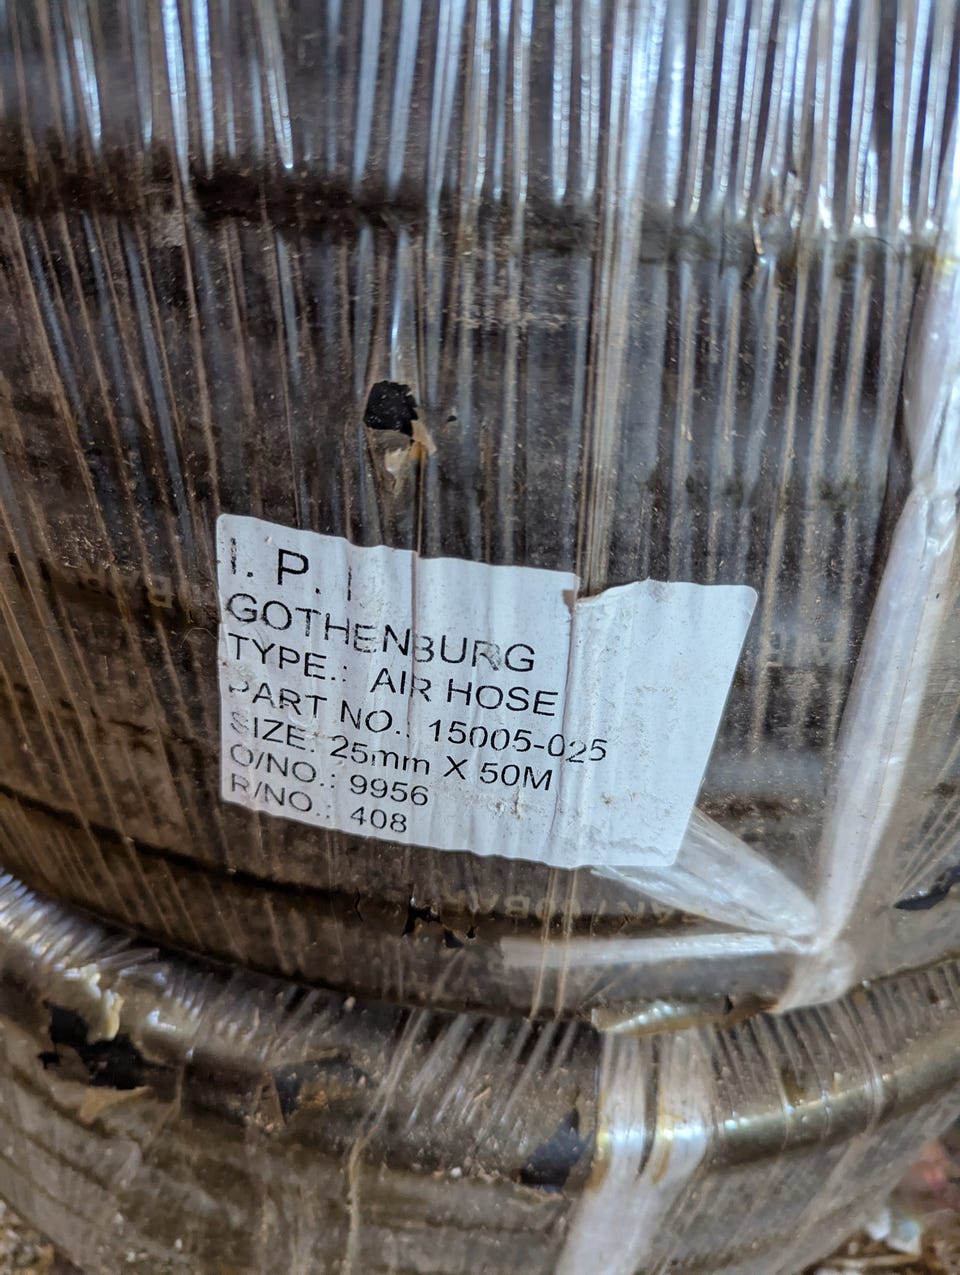 I. P. I
GOTHENBURG
TYPE.: AIR HOSE
PART NO.: 15005-025
SIZE: 25mm X 50M
O/NO.: 9956
R/NO.: 408